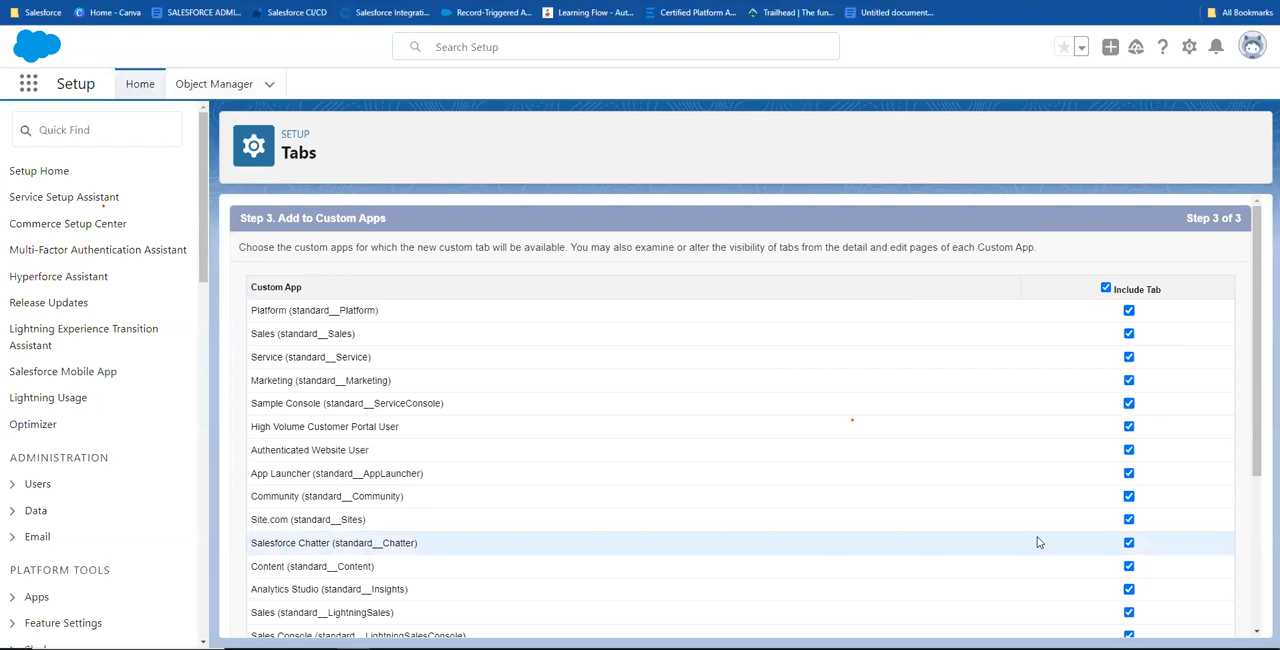 Salesforce
Home - Canva
SALESFORCE ADMI...
Salesforce CI/CD
Salesforce Integrati...
Record-Triggered A...
Learning Flow - Aut...
Certified Platform A...
Trailhead | The fun...
Untitled document...
All Bookmarks
Search Setup
Setup
Home
Object Manager
Quick Find
Setup Home
Service Setup Assistant
Commerce Setup Center
Multi-Factor Authentication Assistant
Hyperforce Assistant
Release Updates
Lightning Experience Transition
Assistant
Salesforce Mobile App
Lightning Usage
Optimizer
ADMINISTRATION
Users
Data
Email
PLATFORM TOOLS
Apps
Feature Settings
SETUP
Tabs
Step 3. Add to Custom Apps
Step 3 of 3
Choose the custom apps for which the new custom tab will be available. You may also examine or alter the visibility of tabs from the detail and edit pages of each Custom App.
Custom App
Include Tab
Platform (standard__Platform)
Sales (standard__Sales)
Service (standard__Service)
Marketing (standard__Marketing)
Sample Console (standard__ServiceConsole)
High Volume Customer Portal User
Authenticated Website User
App Launcher (standard__AppLauncher)
Community (standard__Community)
Site.com (standard__Sites)
Salesforce Chatter (standard__Chatter)
Content (standard__Content)
Analytics Studio (standard__Insights)
Sales (standard__LightningSales)
Sales Console (standard__LightningSalesConsole)